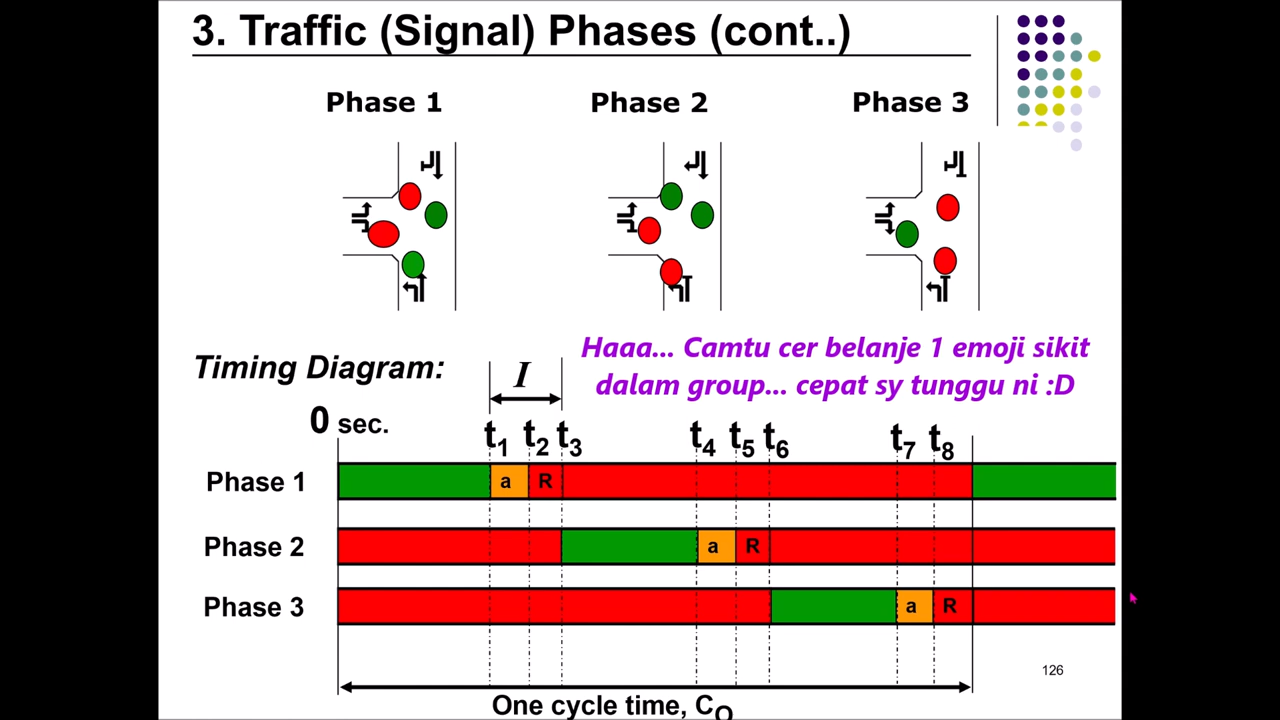 3. Traffic (Signal) Phases (cont..)
Phase 1 Phase 2 Phase 3
Haaa... Camtu cer belanje 1 emoji sikit
dalam group... cepat sy tunggu ni :D
Timing Diagram:
I
0 sec.
t1 t2 t3 t4 t5 t6 t7 t8
Phase 1 a R
Phase 2 a R
Phase 3 a R
126
One cycle time, CO